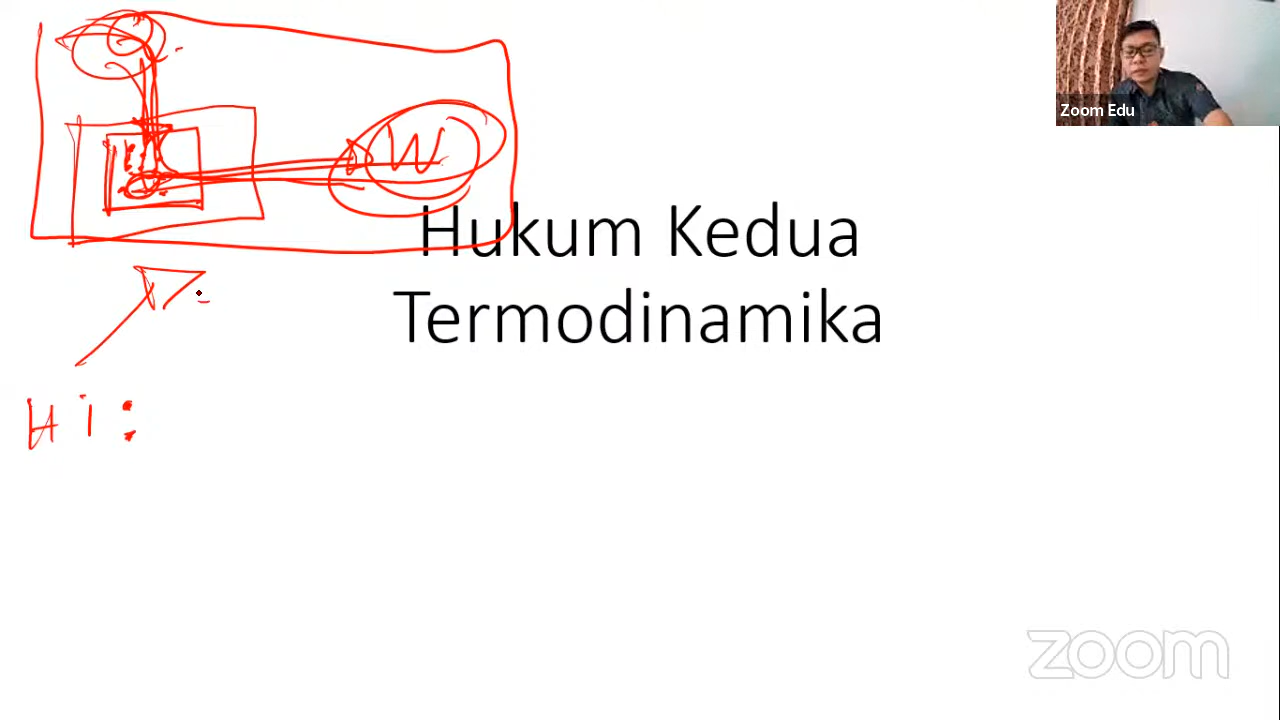 Zoom Edu
W
Hukum Kedua
Termodinamika
H i :
zoom